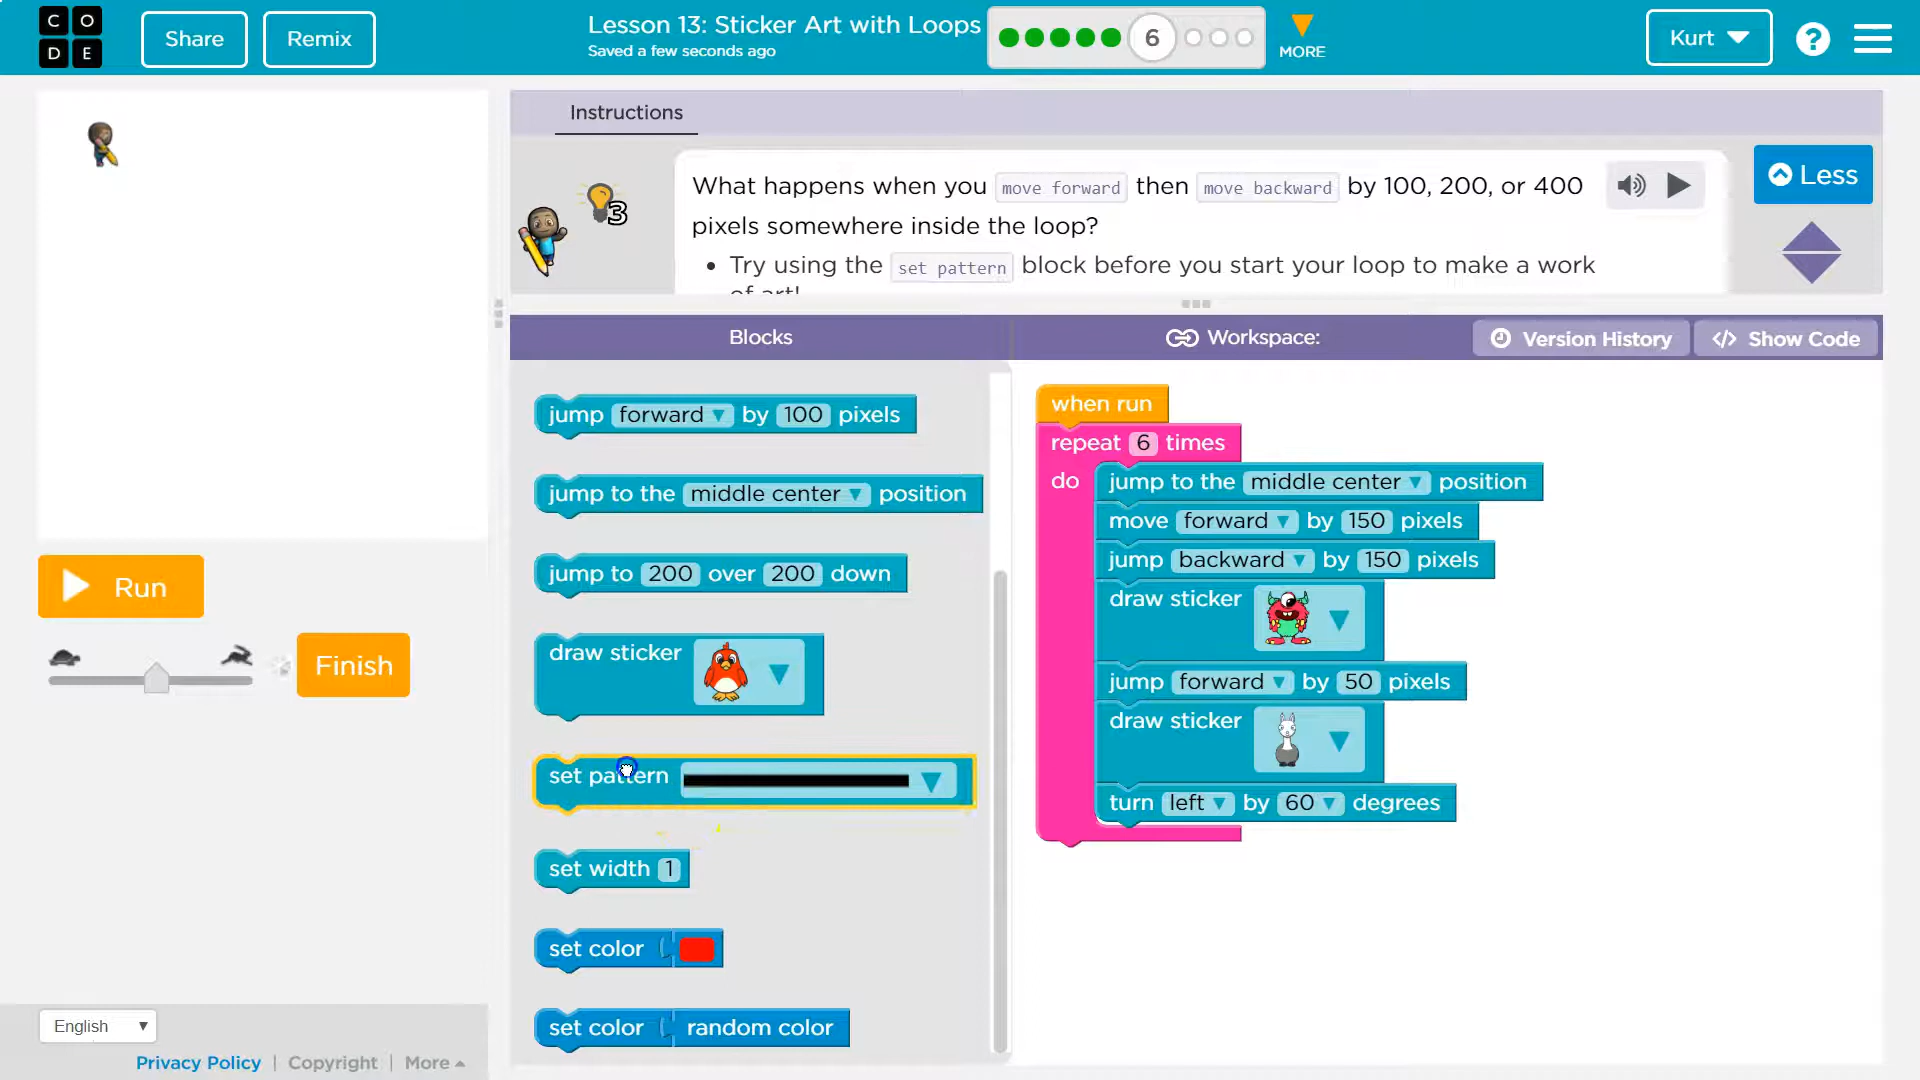 C O
D E
Share
Remix
Lesson 13: Sticker Art with Loops
Saved a few seconds ago
6
MORE
Kurt
?
Instructions
3
What happens when you move forward then move backward by 100, 200, or 400
pixels somewhere inside the loop?
• Try using the set pattern block before you start your loop to make a work
of art!
Less
Blocks
Workspace:
Version History
</> Show Code
jump forward ▼ by 100 pixels
jump to the middle center ▼ position
jump to 200 over 200 down
draw sticker
set pattern
set width 1
set color
set color random color
when run
repeat 6 times
do
jump to the middle center ▼ position
move forward ▼ by 150 pixels
jump backward ▼ by 150 pixels
draw sticker
jump forward ▼ by 50 pixels
draw sticker
turn left ▼ by 60 ▼ degrees
Run
Finish
English
Privacy Policy | Copyright | More